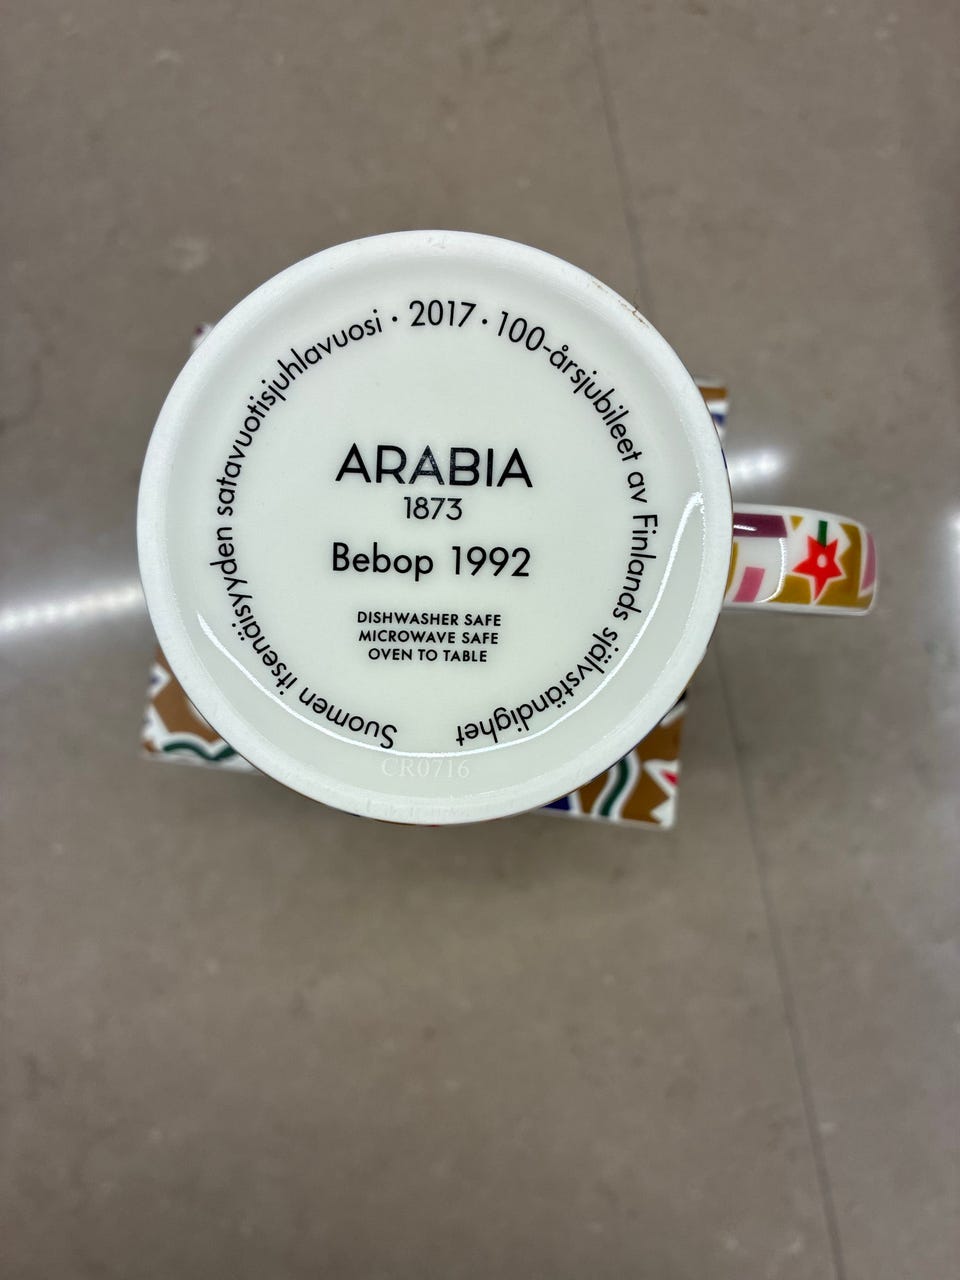 Suomen itsenäisyyden satavuotisjuhlavuosi · 2017 · 100-årsjubileet av Finlands självständighet
ARABIA
1873
Bebop 1992
DISHWASHER SAFE
MICROWAVE SAFE
OVEN TO TABLE
CR0716